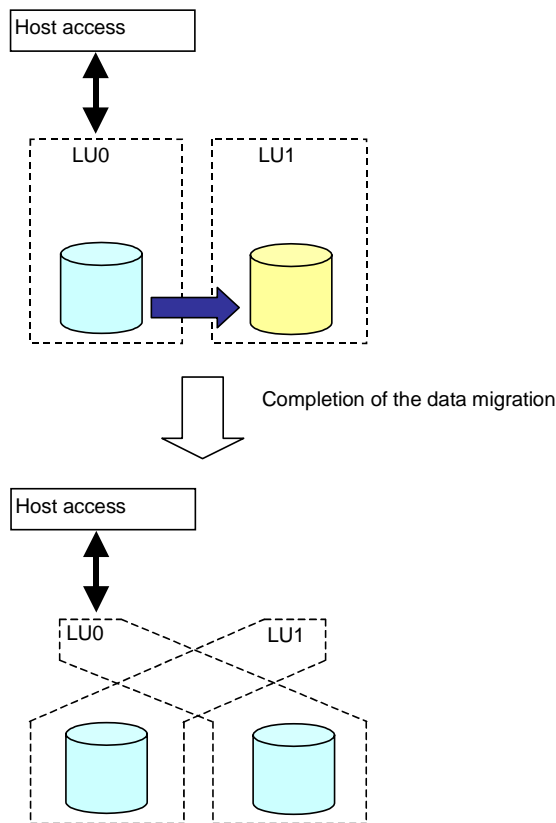 Host access
LU0
LU1
Completion of the data migration
Host access
LU0
LU1